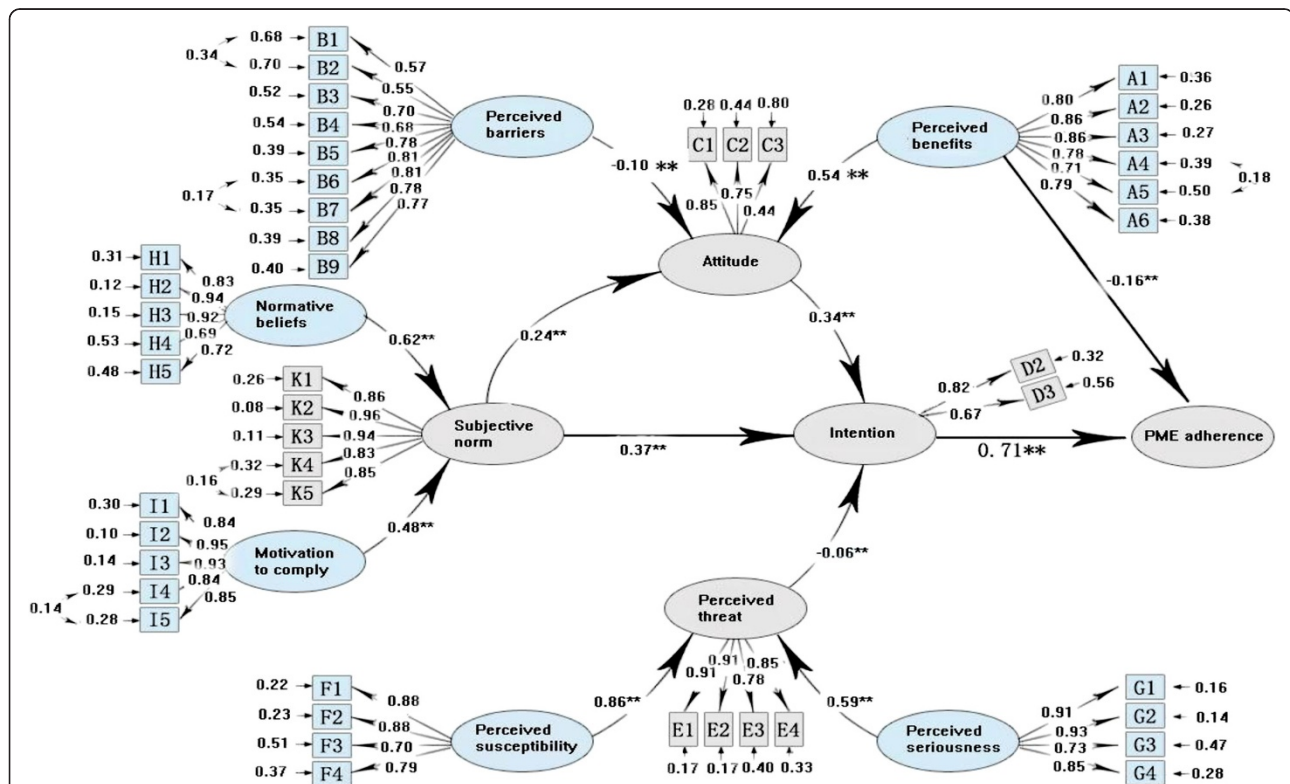 0.68
B1
0.34
0.57
0.70
B2
0.55
0.52
B3
0.70
0.54
B4
0.68
0.39
B5
0.78
0.35
B6
0.81
0.17
0.81
0.35
B7
0.78
0.39
B8
0.77
0.40
B9
Perceived
barriers
-0.10 **
0.28 0.44 0.80
C1 C2 C3
0.85 0.75 0.44
Attitude
0.54 **
Perceived
benefits
0.80
A1
0.36
0.86
A2
0.26
0.86
A3
0.27
0.78
A4
0.39
0.18
0.71
A5
0.50
0.79
A6
0.38
-0.16**
0.31
H1
0.83
0.12
H2
0.94
0.15
H3
0.92
0.53
H4
0.69
0.48
H5
0.72
Normative
beliefs
0.62**
0.24**
0.34**
0.26
K1
0.86
0.08
K2
0.96
0.11
K3
0.94
0.32
K4
0.83
0.16
0.29
K5
0.85
Subjective
norm
0.37**
Intention
0.82
D2
0.32
0.67
D3
0.56
0.71**
PME adherence
0.30
I1
0.84
0.10
I2
0.95
0.14
I3
0.93
0.29
I4
0.84
0.14
0.28
I5
0.85
Motivation
to comply
0.48**
-0.06**
Perceived
threat
0.91 0.91 0.78 0.85
E1 E2 E3 E4
0.17 0.17 0.40 0.33
0.22
F1
0.88
0.23
F2
0.88
0.51
F3
0.70
0.37
F4
0.79
Perceived
susceptibility
0.86**
0.59**
Perceived
seriousness
0.91
G1
0.16
0.93
G2
0.14
0.73
G3
0.47
0.85
G4
0.28